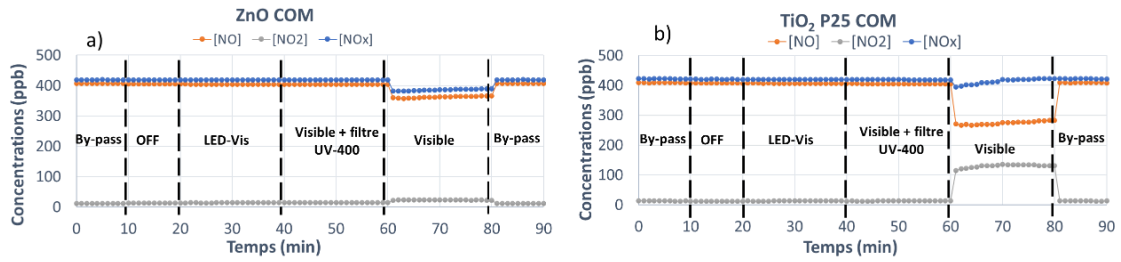 ZnO COM
a)
[NO] [NO2] [NOx]
Concentrations (ppb)
500
400
300
200
100
0
By-pass OFF LED-Vis Visible + filtre UV-400 Visible By-pass
0 10 20 30 40 50 60 70 80 90
Temps (min)
TiO₂ P25 COM
b)
[NO] [NO2] [NOx]
Concentrations (ppb)
500
400
300
200
100
0
By-pass OFF LED-Vis Visible + filtre UV-400 Visible By-pass
0 10 20 30 40 50 60 70 80 90
Temps (min)